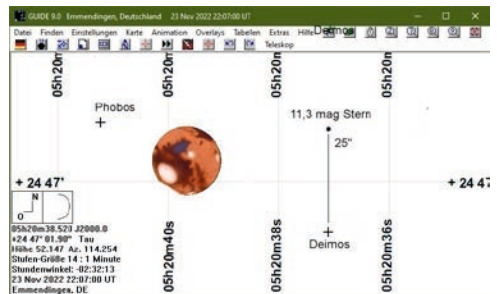 GUIDE 9.0 Emmendingen, Deutschland 23 Nov 2022 22:07:00 UT
Datei Finden Einstellungen Karte Animation Overlays Tabellen Extras Hilfe
Deimos
Teleskop
05h20m
05h20m
05h20m
05h20m
Phobos
11,3 mag Stern
25"
+ 24 47'
+ 24 47
N
O
05h20m40s
05h20m38s
05h20m36s
Deimos
05h20m38.520 J2000.0
+24 47' 01.90" Tau
Höhe 52.147 Az. 114.254
Stufen-Größe 14 : 1 Minute
Stundenwinkel: -02:32:13
23 Nov 2022 22:07:00 UT
Emmendingen, DE